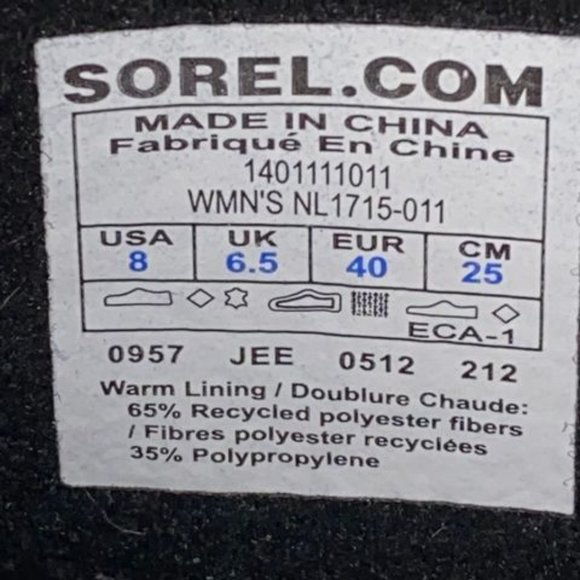 SOREL.COM
MADE IN CHINA
Fabriqué En Chine
1401111011
WMN'S NL1715-011
USA UK EUR CM
8 6.5 40 25
ECA-1
0957 JEE 0512 212
Warm Lining / Doublure Chaude:
65% Recycled polyester fibers
/ Fibres polyester recyclées
35% Polypropylene